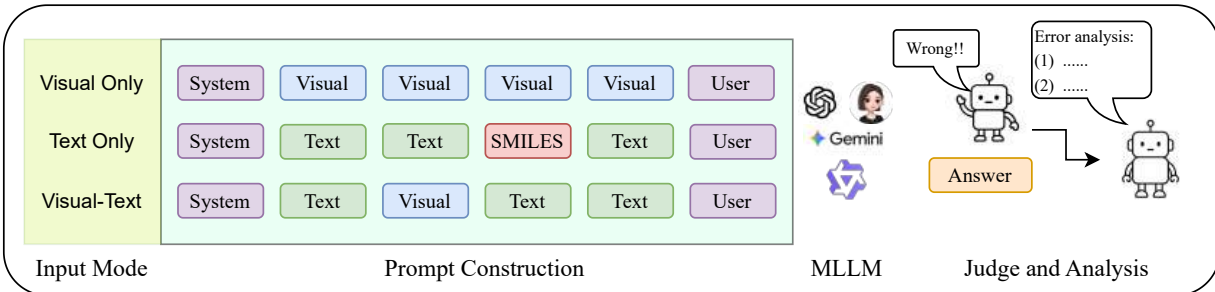 Visual Only
System
Visual
Visual
Visual
Visual
User
Text Only
System
Text
Text
SMILES
Text
User
Visual-Text
System
Text
Visual
Text
Text
User
Gemini
Wrong!!
Answer
Error analysis:
(1) ......
(2) ......
Input Mode
Prompt Construction
MLLM
Judge and Analysis